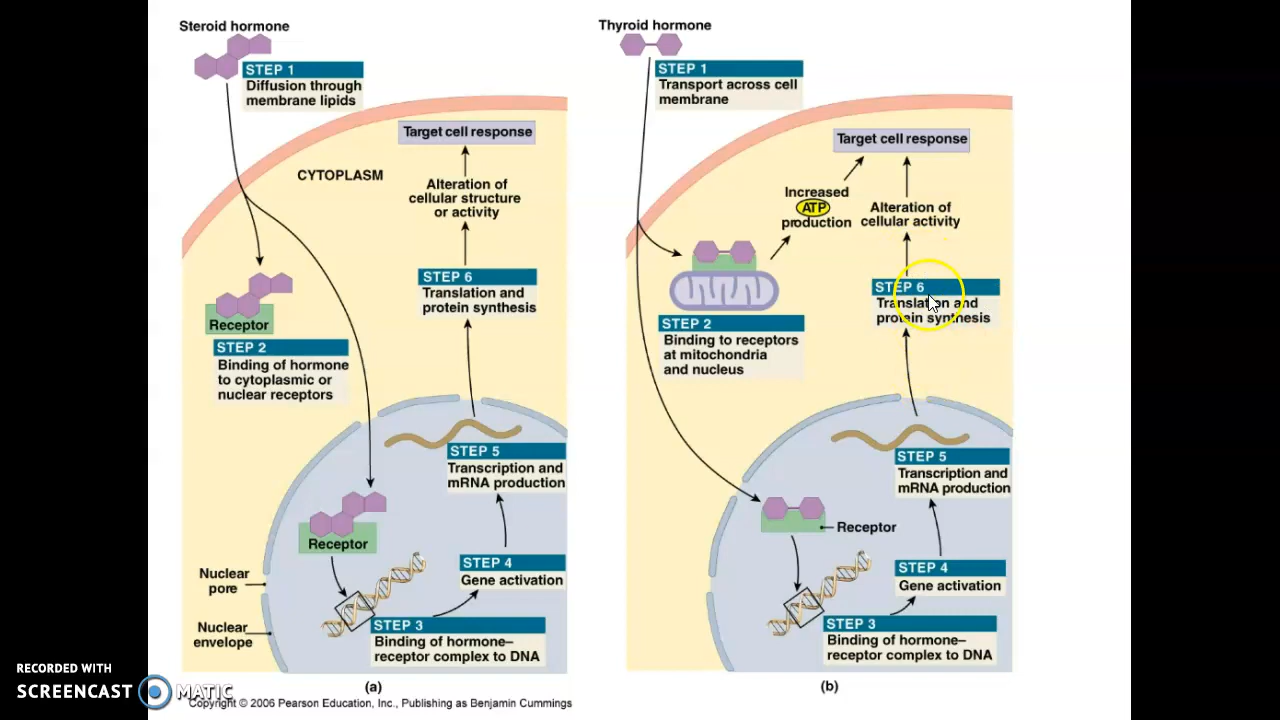 Steroid hormone
STEP 1
Diffusion through
membrane lipids
Target cell response
CYTOPLASM
Alteration of
cellular structure
or activity
STEP 6
Translation and
protein synthesis
Receptor
STEP 2
Binding of hormone
to cytoplasmic or
nuclear receptors
STEP 5
Transcription and
mRNA production
Receptor
STEP 4
Gene activation
Nuclear
pore
STEP 3
Binding of hormone–
receptor complex to DNA
Nuclear
envelope
(a)
Thyroid hormone
STEP 1
Transport across cell
membrane
Target cell response
Increased
ATP
production
Alteration of
cellular activity
STEP 6
Translation and
protein synthesis
STEP 2
Binding to receptors
at mitochondria
and nucleus
STEP 5
Transcription and
mRNA production
Receptor
STEP 4
Gene activation
STEP 3
Binding of hormone–
receptor complex to DNA
(b)
RECORDED WITH
SCREENCAST MATIC
Copyright © 2006 Pearson Education, Inc., Publishing as Benjamin Cummings